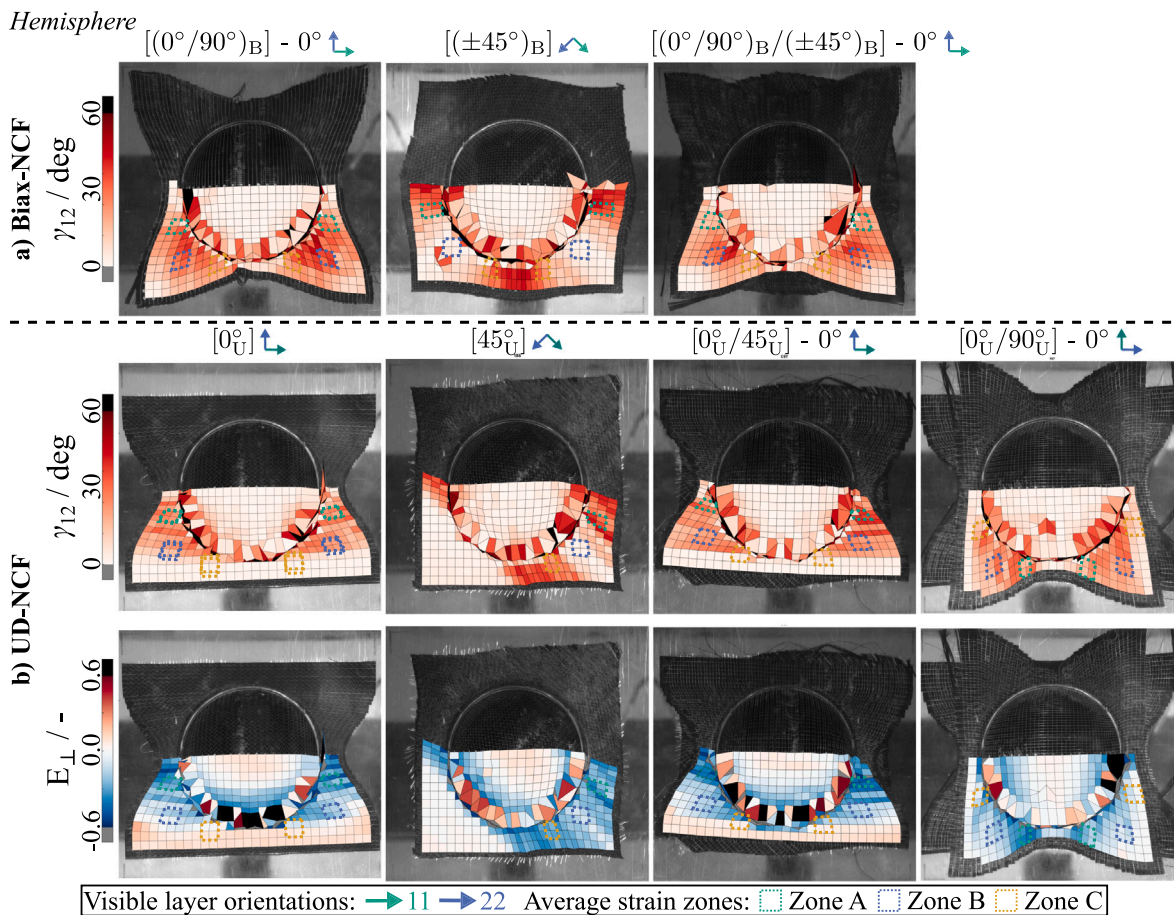 Hemisphere
[(0°/90°)B] - 0°
[(±45°)B]
[(0°/90°)B/(±45°)B] - 0°
a) Biax-NCF
γ12 / deg
60
30
0
[0°U]
[45°U]
[0°U/45°U] - 0°
[0°U/90°U] - 0°
b) UD-NCF
γ12 / deg
60
30
0
E⊥ / -
0.6
0.0
-0.6
Visible layer orientations: 11 22 Average strain zones: Zone A Zone B Zone C